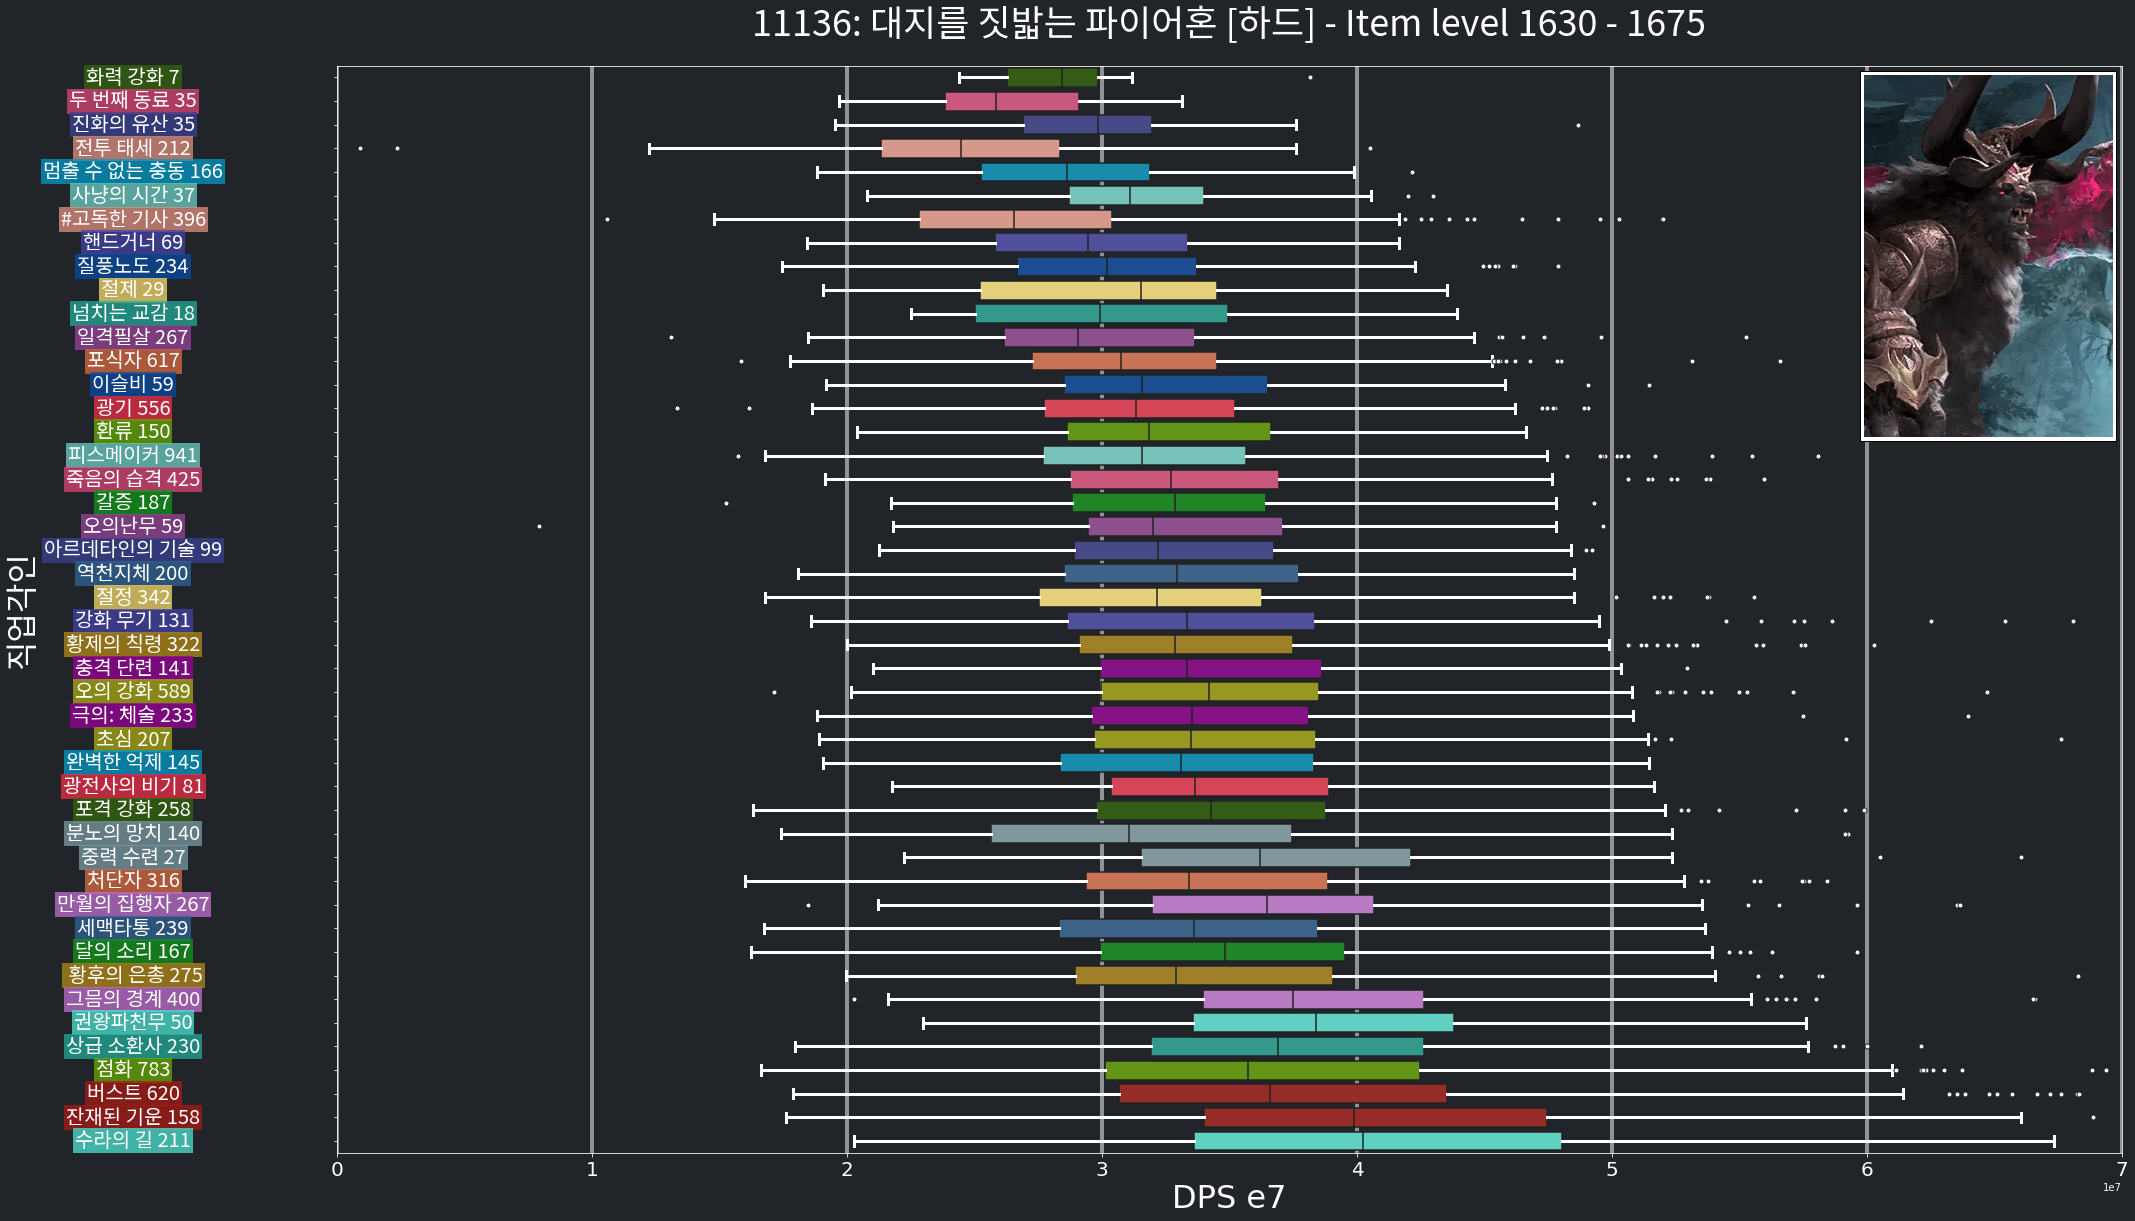 11136: 대지를 짓밟는 파이어혼 [하드] - Item level 1630 - 1675
화력 강화 7
두 번째 동료 35
진화의 유산 35
전투 태세 212
멈출 수 없는 충동 166
사냥의 시간 37
#고독한 기사 396
핸드거너 69
질풍노도 234
절제 29
넘치는 교감 18
일격필살 267
포식자 617
이슬비 59
광기 556
환류 150
피스메이커 941
죽음의 습격 425
갈증 187
오의난무 59
아르데타인의 기술 99
역천지체 200
절정 342
강화 무기 131
황제의 칙령 322
충격 단련 141
오의 강화 589
극의: 체술 233
초심 207
완벽한 억제 145
광전사의 비기 81
포격 강화 258
분노의 망치 140
중력 수련 27
처단자 316
만월의 집행자 267
세맥타통 239
달의 소리 167
황후의 은총 275
그믐의 경계 400
권왕파천무 50
상급 소환사 230
점화 783
버스트 620
잔재된 기운 158
수라의 길 211
직업각인
0 1 2 3 4 5 6 7
1e7
DPS e7